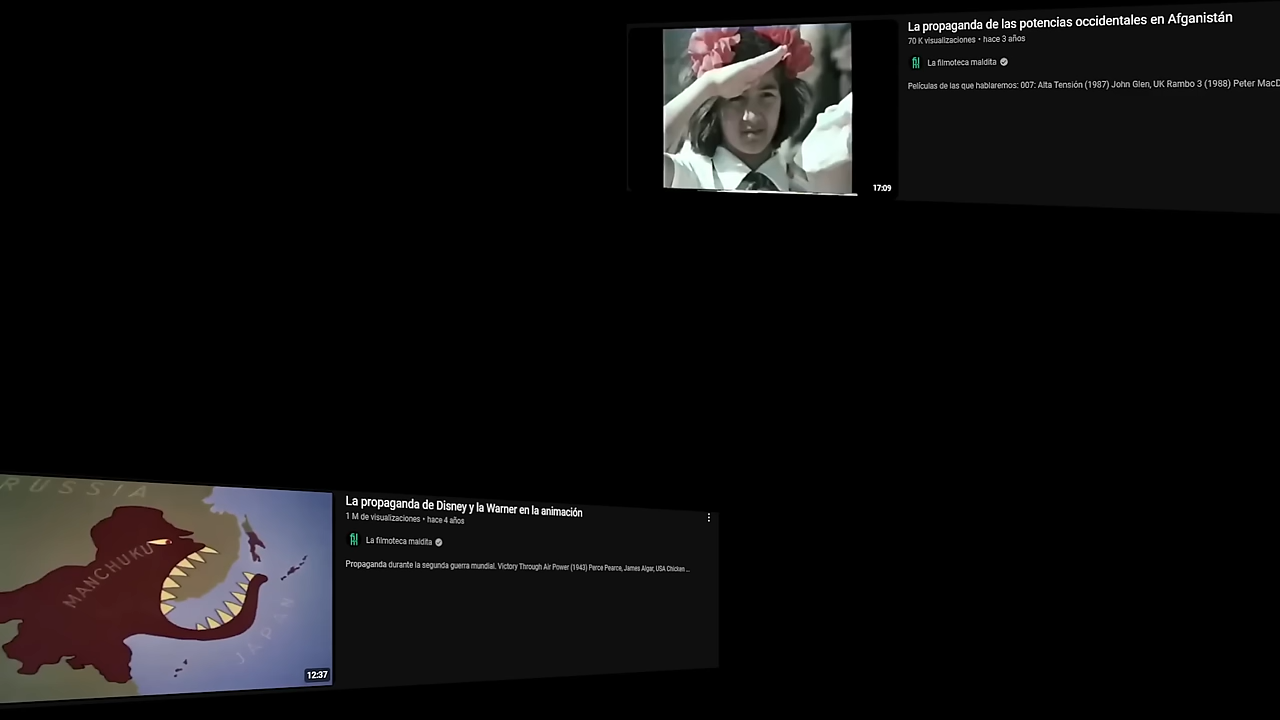 La propaganda de las potencias occidentales en Afganistán
70 K visualizaciones • hace 3 años
La filmoteca maldita
Películas de las que hablaremos: 007: Alta Tensión (1987) John Glen, UK Rambo 3 (1988) Peter MacD
17:09
RUSSIA
MANCHUKU
JAPAN
12:37
La propaganda de Disney y la Warner en la animación
1 M de visualizaciones • hace 4 años
La filmoteca maldita
Propaganda durante la segunda guerra mundial. Victory Through Air Power (1943) Perce Pearce, James Algar, USA Chicken ...